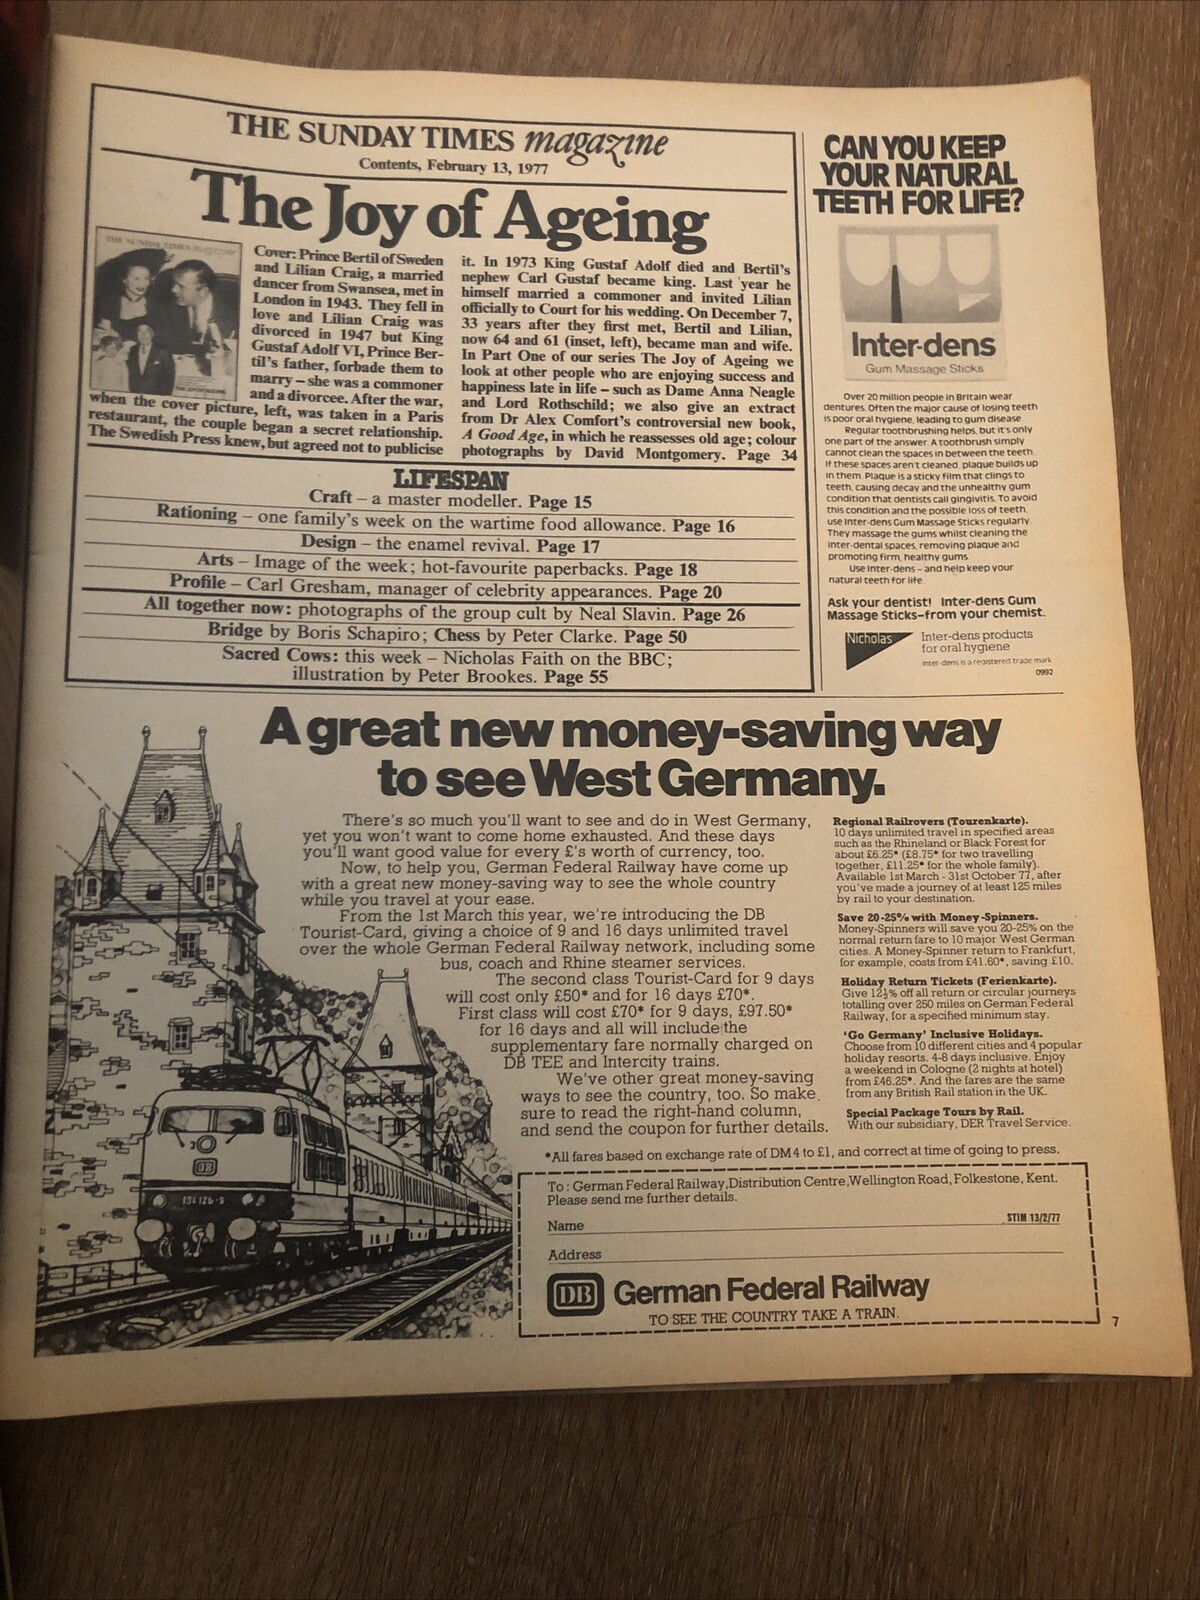 THE SUNDAY TIMES magazine
Contents, February 13, 1977
The Joy of Ageing
THE SUNDAY TIMES magazine
Cover: Prince Bertil of Sweden
and Lilian Craig, a married
dancer from Swansea, met in
London in 1943. They fell in
love and Lilian Craig was
divorced in 1947 but King
Gustaf Adolf VI, Prince Ber-
til's father, forbade them to
marry – she was a commoner
and a divorcee. After the war,
when the cover picture, left, was taken in a Paris
restaurant, the couple began a secret relationship.
The Swedish Press knew, but agreed not to publicise
it. In 1973 King Gustaf Adolf died and Bertil's
nephew Carl Gustaf became king. Last year he
himself married a commoner and invited Lilian
officially to Court for his wedding. On December 7,
33 years after they first met, Bertil and Lilian,
now 64 and 61 (inset, left), became man and wife.
In Part One of our series The Joy of Ageing we
look at other people who are enjoying success and
happiness late in life – such as Dame Anna Neagle
and Lord Rothschild; we also give an extract
from Dr Alex Comfort's controversial new book,
A Good Age, in which he reassesses old age; colour
photographs by David Montgomery. Page 34
LIFESPAN
Craft – a master modeller. Page 15
Rationing – one family's week on the wartime food allowance. Page 16
Design – the enamel revival. Page 17
Arts – Image of the week; hot-favourite paperbacks. Page 18
Profile – Carl Gresham, manager of celebrity appearances. Page 20
All together now: photographs of the group cult by Neal Slavin. Page 26
Bridge by Boris Schapiro; Chess by Peter Clarke. Page 50
Sacred Cows: this week – Nicholas Faith on the BBC;
illustration by Peter Brookes. Page 55
CAN YOU KEEP
YOUR NATURAL
TEETH FOR LIFE?
Inter-dens
Gum Massage Sticks
Over 20 million people in Britain wear
dentures. Often the major cause of losing teeth
is poor oral hygiene, leading to gum disease.
Regular toothbrushing helps, but it's only
one part of the answer. A toothbrush simply
cannot clean the spaces in between the teeth.
If these spaces aren't cleaned, plaque builds up
in them. Plaque is a sticky film that clings to
teeth, causing decay and the unhealthy gum
condition that dentists call gingivitis. To avoid
this condition and the possible loss of teeth,
use Inter-dens Gum Massage Sticks regularly.
They massage the gums whilst cleaning the
inter-dental spaces, removing plaque and
promoting firm, healthy gums.
Use Inter-dens – and help keep your
natural teeth for life.
Ask your dentist! Inter-dens Gum
Massage Sticks–from your chemist.
Nicholas
Inter-dens products
for oral hygiene
Inter-dens is a registered trade mark
0992
A great new money-saving way
to see West Germany.
There's so much you'll want to see and do in West Germany,
yet you won't want to come home exhausted. And these days
you'll want good value for every £'s worth of currency, too.
Now, to help you, German Federal Railway have come up
with a great new money-saving way to see the whole country
while you travel at your ease.
From the 1st March this year, we're introducing the DB
Tourist-Card, giving a choice of 9 and 16 days unlimited travel
over the whole German Federal Railway network, including some
bus, coach and Rhine steamer services.
The second class Tourist-Card for 9 days
will cost only £50* and for 16 days £70*.
First class will cost £70* for 9 days, £97.50*
for 16 days and all will include the
supplementary fare normally charged on
DB TEE and Intercity trains.
We've other great money-saving
ways to see the country, too. So make
sure to read the right-hand column,
and send the coupon for further details.
Regional Railrovers (Tourenkarte).
10 days unlimited travel in specified areas
such as the Rhineland or Black Forest for
about £6.25* (£8.75* for two travelling
together, £11.25* for the whole family).
Available 1st March - 31st October 77, after
you've made a journey of at least 125 miles
by rail to your destination.
Save 20-25% with Money-Spinners.
Money-Spinners will save you 20-25% on the
normal return fare to 10 major West German
cities. A Money-Spinner return to Frankfurt,
for example, costs from £41.60*, saving £10.
Holiday Return Tickets (Ferienkarte).
Give 12½% off all return or circular journeys
totalling over 250 miles on German Federal
Railway, for a specified minimum stay.
'Go Germany' Inclusive Holidays.
Choose from 10 different cities and 4 popular
holiday resorts. 4-8 days inclusive. Enjoy
a weekend in Cologne (2 nights at hotel)
from £46.25*. And the fares are the same
from any British Rail station in the UK.
Special Package Tours by Rail.
With our subsidiary, DER Travel Service.
*All fares based on exchange rate of DM4 to £1, and correct at time of going to press.
DB
To: German Federal Railway, Distribution Centre, Wellington Road, Folkestone, Kent.
Please send me further details.
STIM 13/2/77
Name
Address
DB German Federal Railway
TO SEE THE COUNTRY TAKE A TRAIN.
7